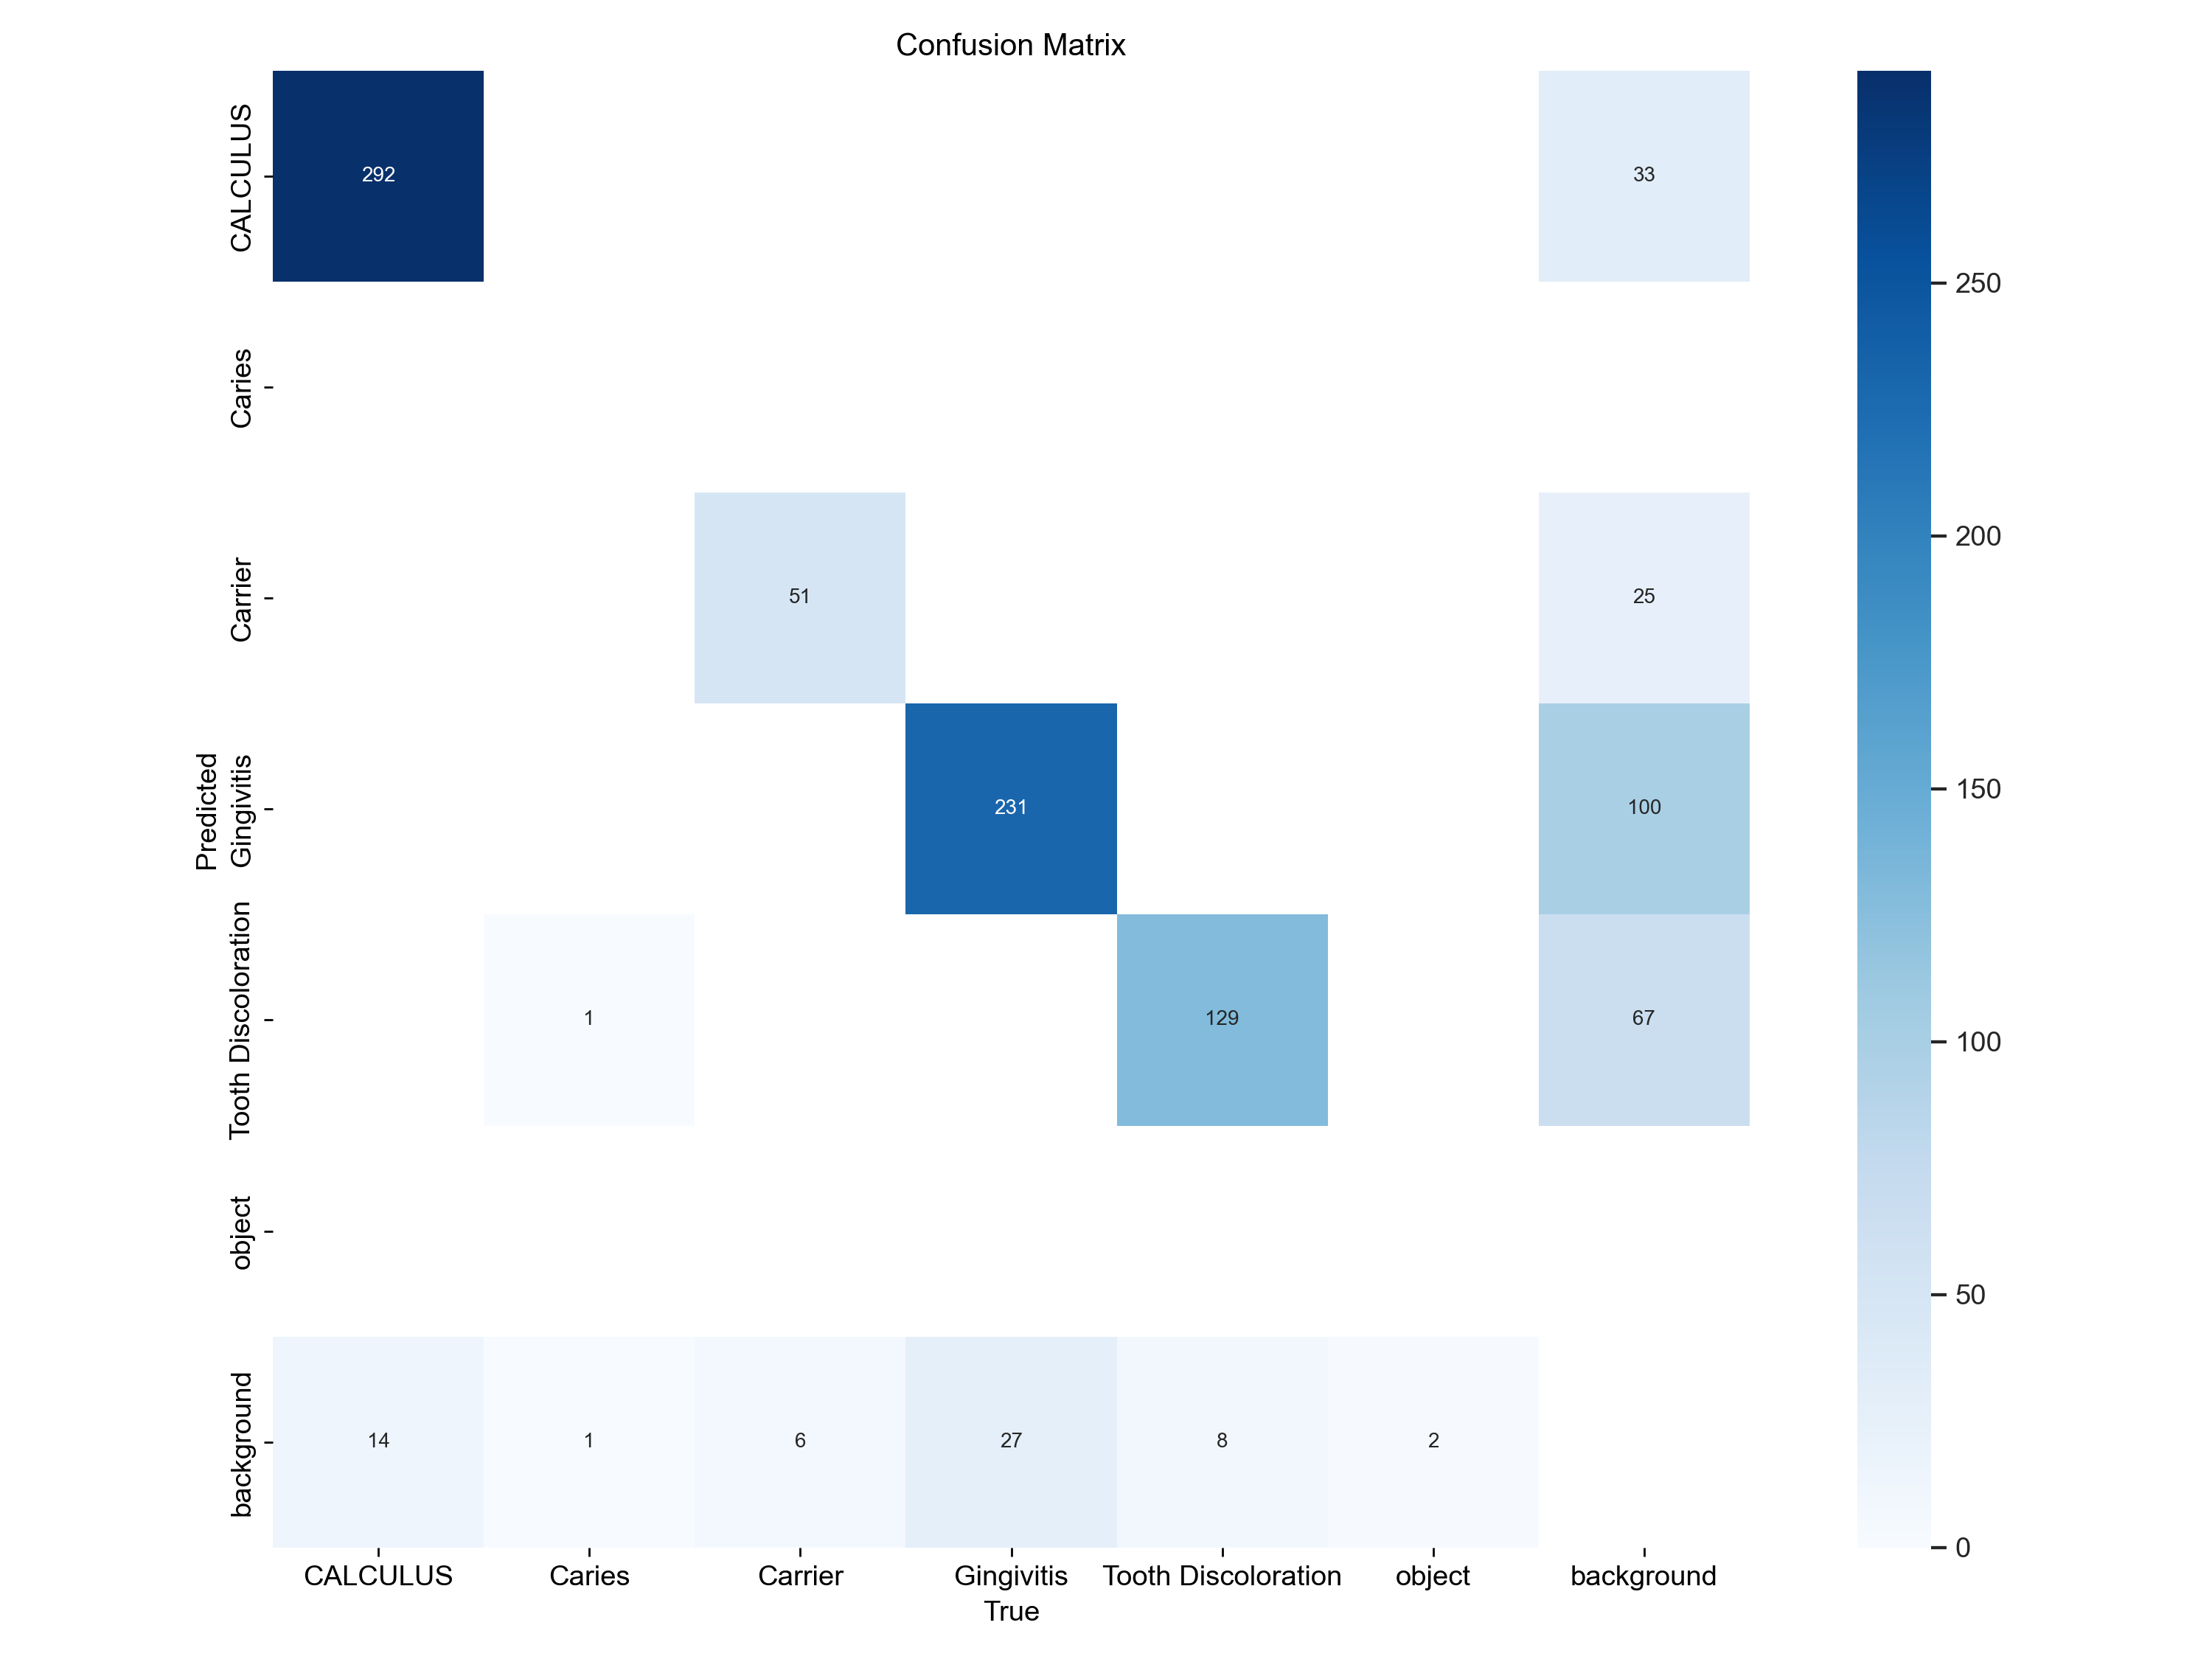 Confusion Matrix
CALCULUS
292
33
Caries
Carrier
51
25
Predicted
Gingivitis
231
100
Tooth Discoloration
1
129
67
object
background
14
1
6
27
8
2
CALCULUS
Caries
Carrier
Gingivitis
Tooth Discoloration
object
background
True
250
200
150
100
50
0